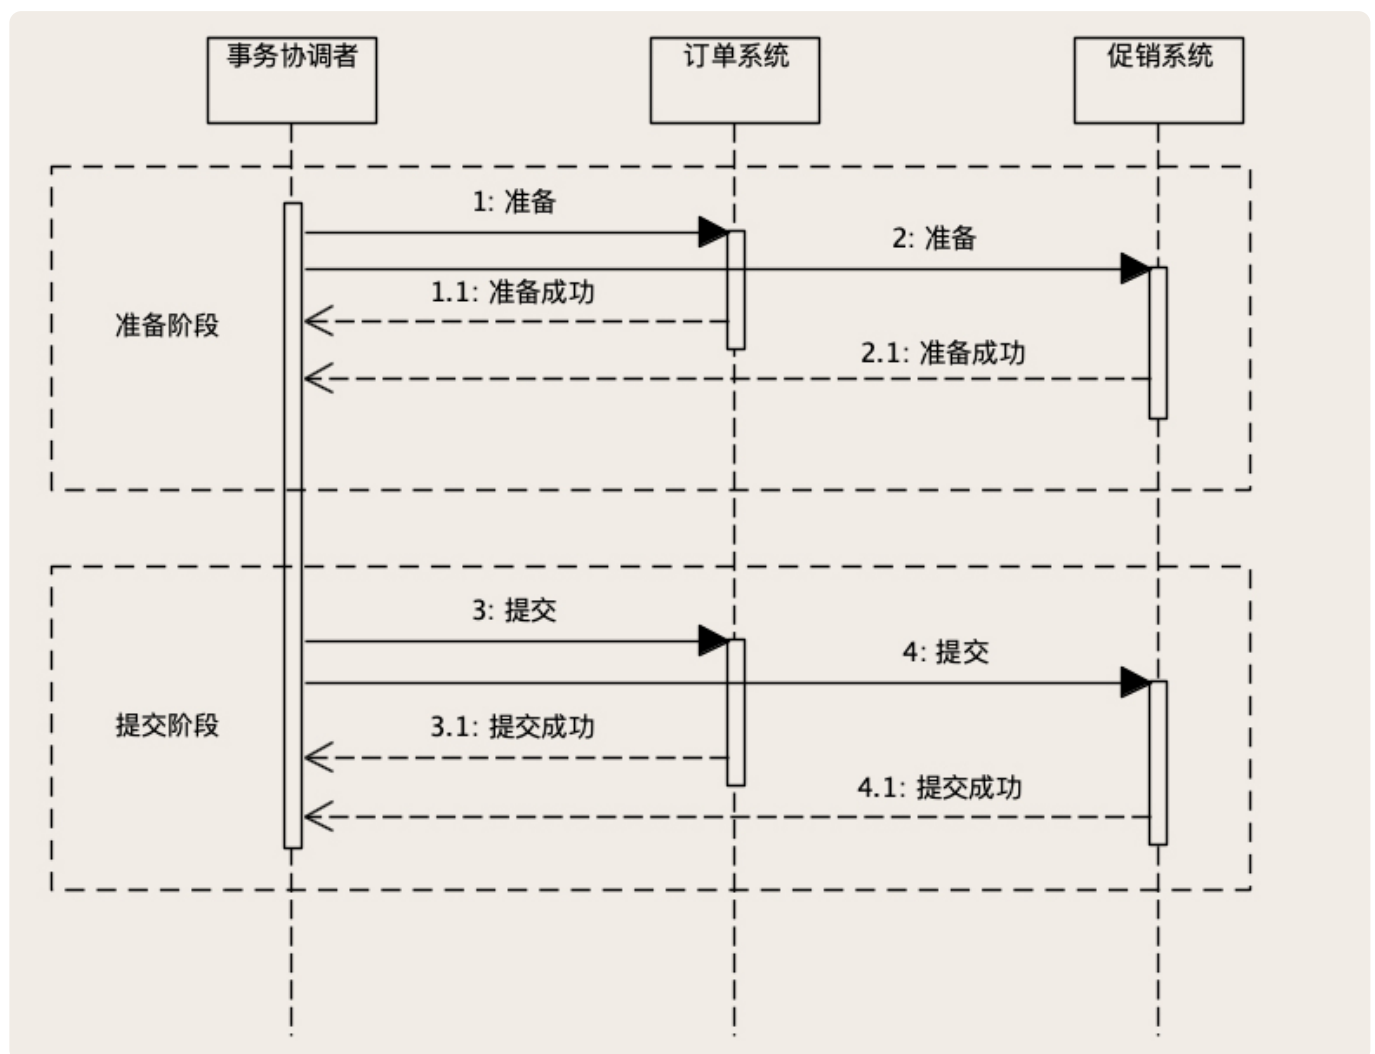 事务协调者
订单系统
促销系统
1: 准备
2: 准备
1.1: 准备成功
准备阶段
2.1: 准备成功
3: 提交
4: 提交
3.1: 提交成功
提交阶段
4.1: 提交成功